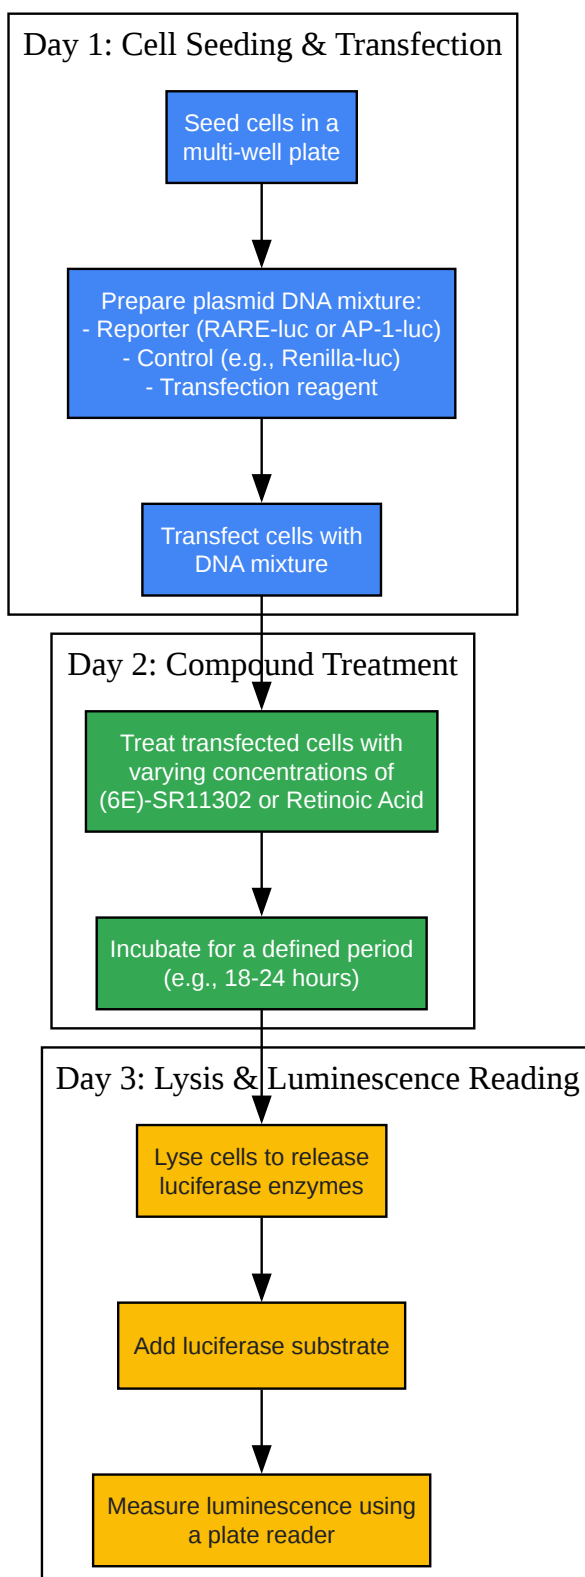 Day 1: Cell Seeding & Transfection
Seed cells in a
multi-well plate
Prepare plasmid DNA mixture:
- Reporter (RARE-luc or AP-1-luc)
- Control (e.g., Renilla-luc)
- Transfection reagent
Transfect cells with
DNA mixture
Day 2: Compound Treatment
Treat transfected cells with
varying concentrations of
(6E)-SR11302 or Retinoic Acid
Incubate for a defined period
(e.g., 18-24 hours)
Day 3: Lysis & Luminescence Reading
Lyse cells to release
luciferase enzymes
Add luciferase substrate
Measure luminescence using
a plate reader